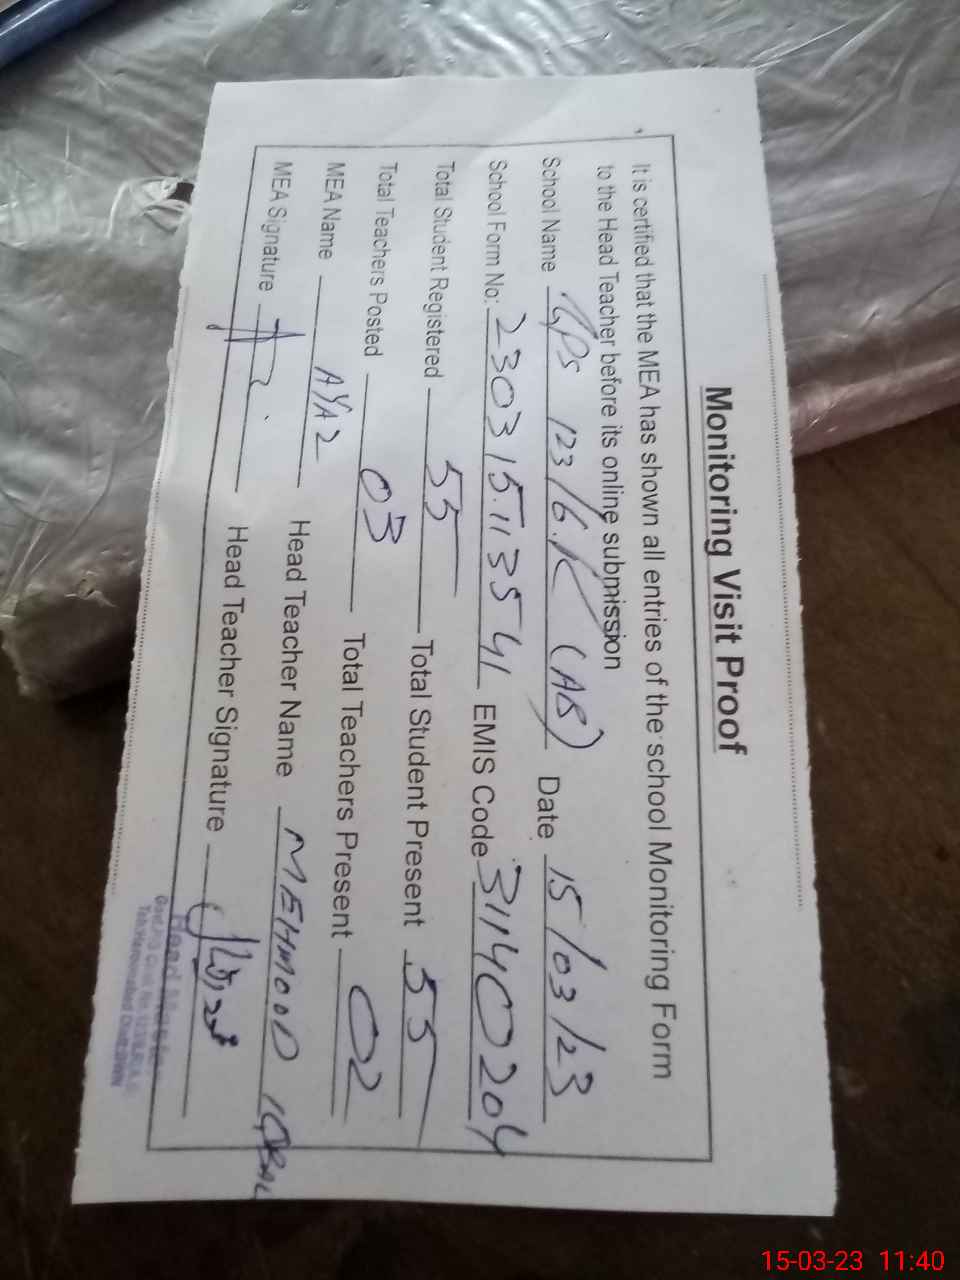 Monitoring Visit Proof
It is certified that the MEA has shown all entries of the school Monitoring Form
to the Head Teacher before its online submission
School Name GPS 123/6.R (AB) Date 15/03/23
School Form No: 230315113541 EMIS Code 31140204
Total Student Registered 55 Total Student Present 55
Total Teachers Posted 03 Total Teachers Present 02
MEA Name AYAZ Head Teacher Name MEHMOOD IQBAL
MEA Signature Head Teacher Signature
Head
15-03-23 11:40